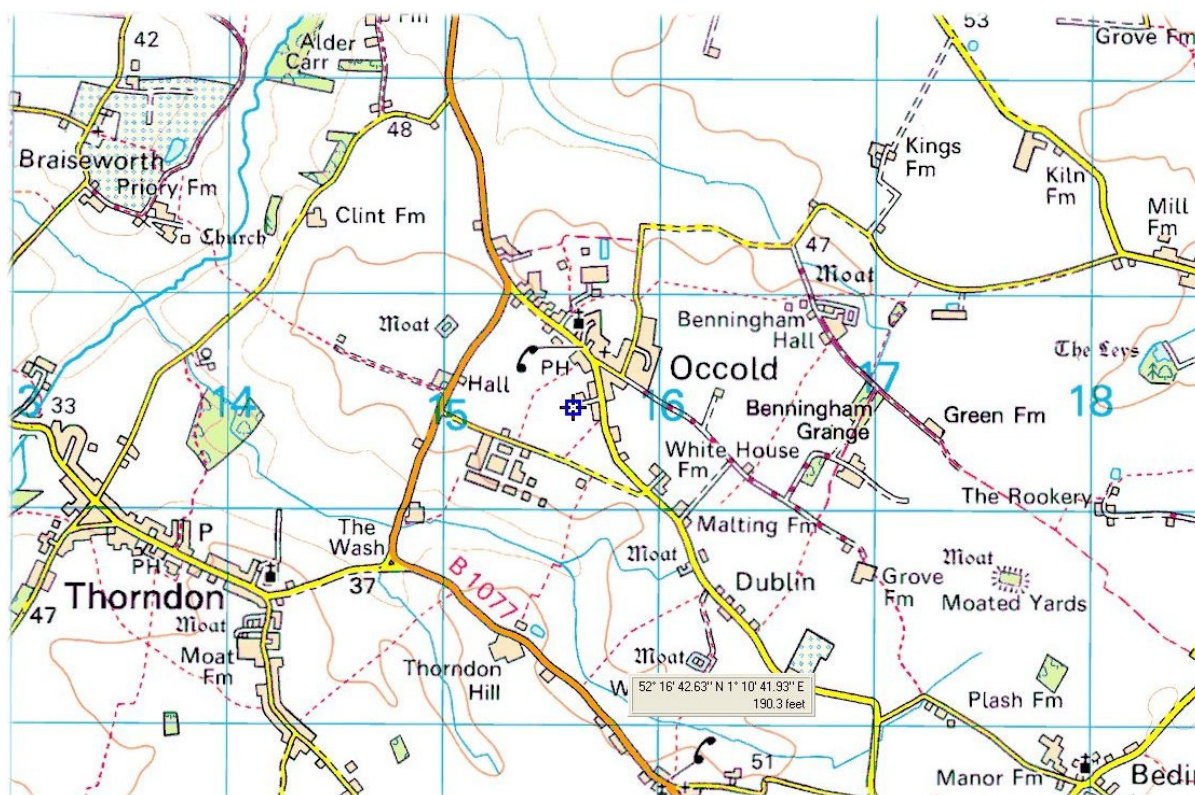 42
Alder
Carr
53
Grove Fm
48
Braiseworth
Priory Fm
Church
Clint Fm
Kings
Fm
Kiln
Fm
Mill
Fm
47
Moat
Moat
Benningham
Hall
PH
Occold
The Leys
Hall
33
14
15
16
17
18
Benningham
Grange
Green Fm
White House
Fm
The Rookery
Malting Fm
The
Wash
P
PH
Thorndon
37
B 1077
Moat
Dublin
Grove
Fm
Moat
Moated Yards
47
Moat
Moat
Fm
Thorndon
Hill
Moat
52° 16' 42.63" N 1° 10' 41.93" E
190.3 feet
Plash Fm
51
Manor Fm